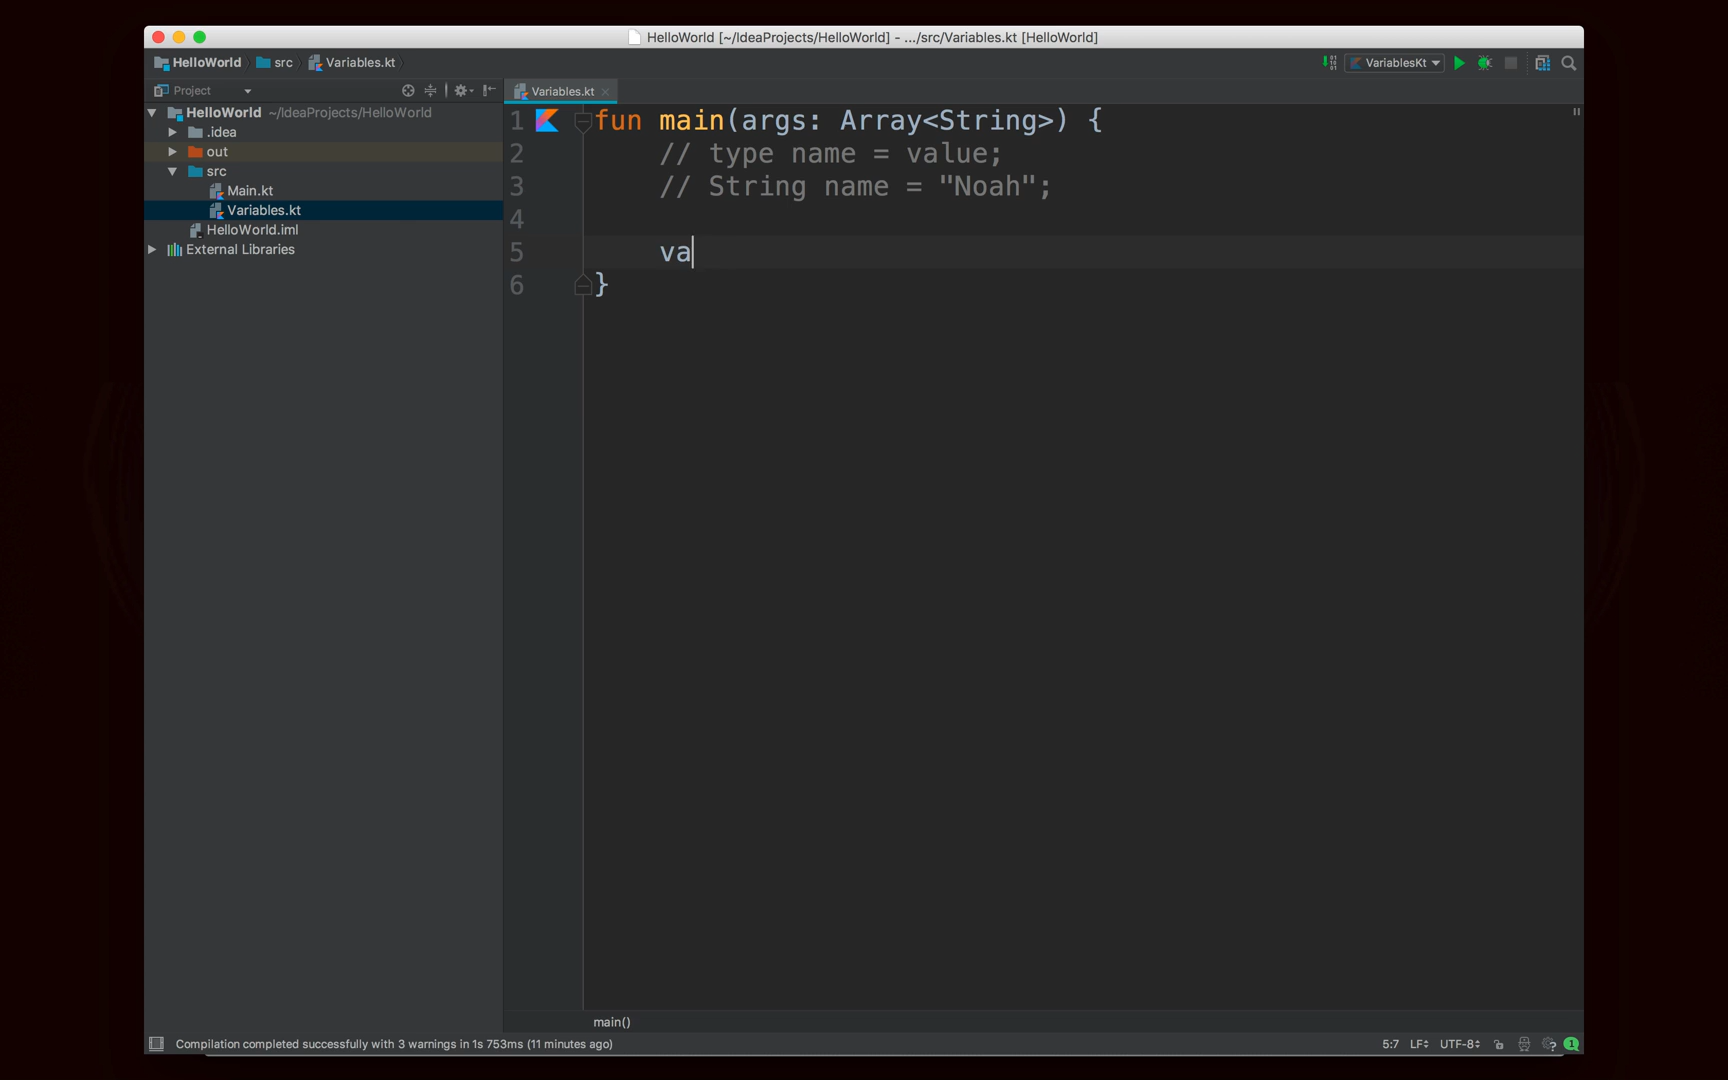 HelloWorld [~/IdeaProjects/HelloWorld] - .../src/Variables.kt [HelloWorld]
HelloWorld src Variables.kt VariablesKt
Project Variables.kt
HelloWorld ~/IdeaProjects/HelloWorld
.idea
out
src
Main.kt
Variables.kt
HelloWorld.iml
External Libraries
1 fun main(args: Array<String>) {
2 // type name = value;
3 // String name = "Noah";
4
5 va
6 }
main()
Compilation completed successfully with 3 warnings in 1s 753ms (11 minutes ago) 5:7 LF UTF-8 1